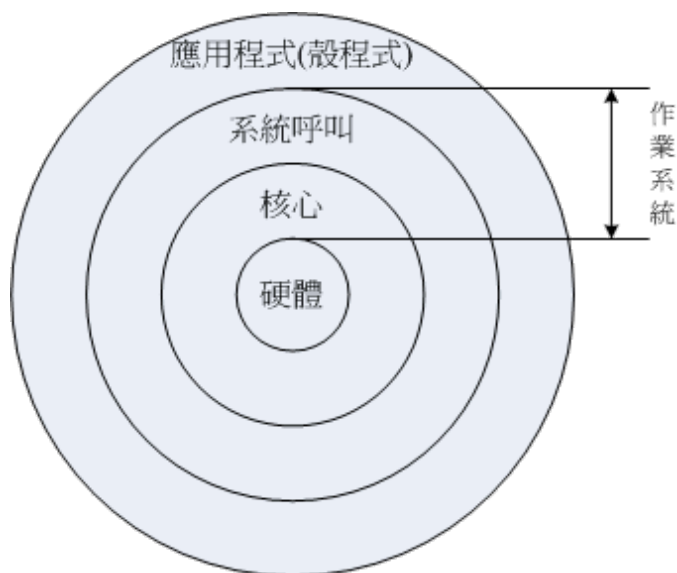 應用程式(殼程式)
系統呼叫
核心
硬體
作業系統